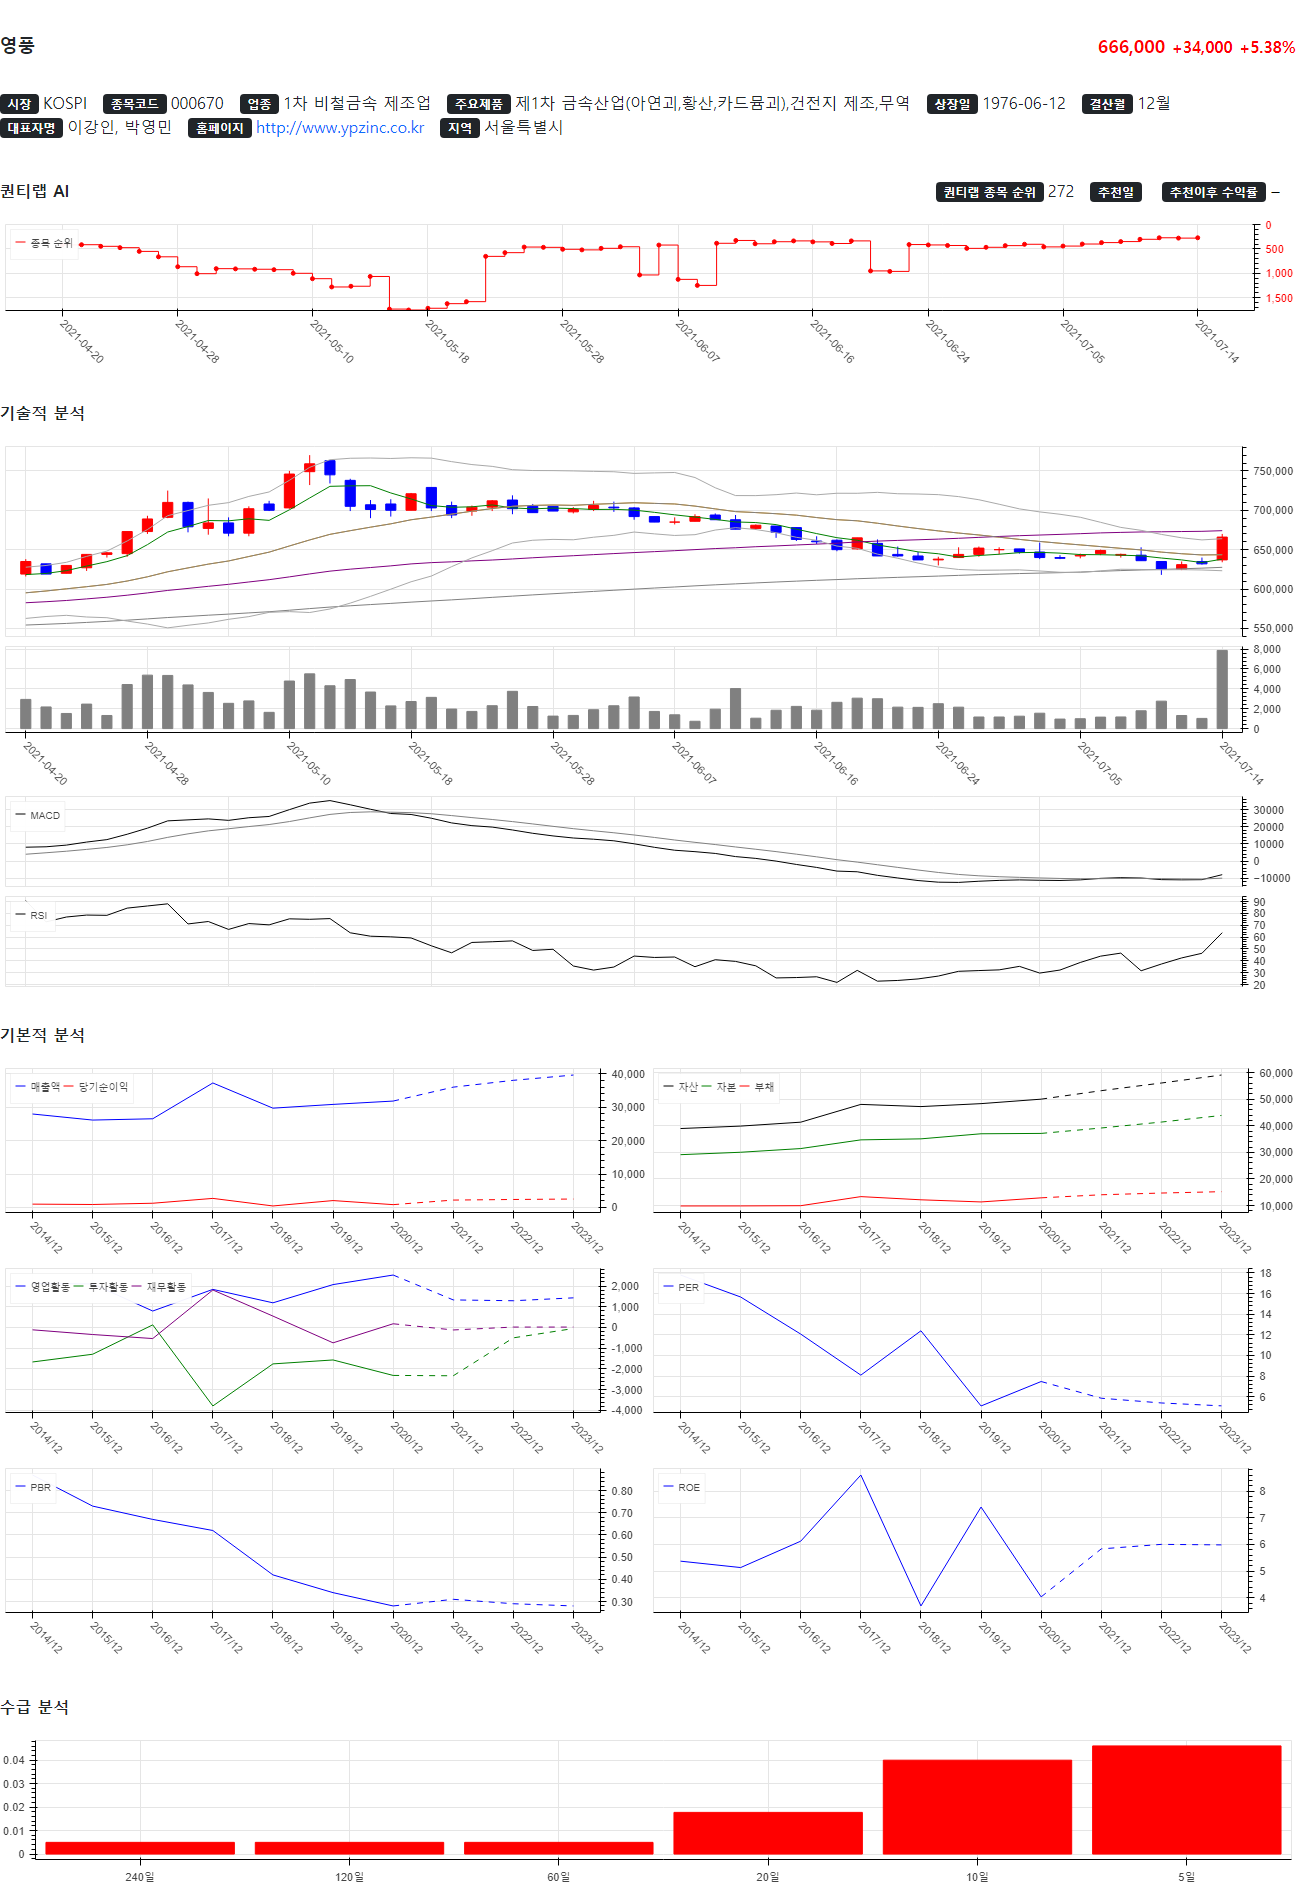 영풍
666,000 +34,000 +5.38%
시장 KOSPI 종목코드 000670 업종 1차 비철금속 제조업 주요제품 제1차 금속산업(아연괴,황산,카드뮴괴),건전지 제조,무역 상장일 1976-06-12 결산월 12월
대표자명 이강인, 박영민 홈페이지 http://www.ypzinc.co.kr 지역 서울특별시
퀀티랩 AI
퀀티랩 종목 순위 272 추천일 추천이후 수익률 –
종목 순위
0
500
1,000
1,500
2021-04-20 2021-04-28 2021-05-10 2021-05-18 2021-05-28 2021-06-07 2021-06-16 2021-06-24 2021-07-05 2021-07-14
기술적 분석
750,000
700,000
650,000
600,000
550,000
8,000
6,000
4,000
2,000
0
2021-04-20 2021-04-28 2021-05-10 2021-05-18 2021-05-28 2021-06-07 2021-06-16 2021-06-24 2021-07-05 2021-07-14
MACD
30000
20000
10000
0
−10000
RSI
90
80
70
60
50
40
30
20
기본적 분석
매출액 당기순이익
40,000
30,000
20,000
10,000
0
2014/12 2015/12 2016/12 2017/12 2018/12 2019/12 2020/12 2021/12 2022/12 2023/12
자산 자본 부채
60,000
50,000
40,000
30,000
20,000
10,000
2014/12 2015/12 2016/12 2017/12 2018/12 2019/12 2020/12 2021/12 2022/12 2023/12
영업활동 투자활동 재무활동
2,000
1,000
0
-1,000
-2,000
-3,000
-4,000
2014/12 2015/12 2016/12 2017/12 2018/12 2019/12 2020/12 2021/12 2022/12 2023/12
PER
18
16
14
12
10
8
6
2014/12 2015/12 2016/12 2017/12 2018/12 2019/12 2020/12 2021/12 2022/12 2023/12
PBR
0.80
0.70
0.60
0.50
0.40
0.30
2014/12 2015/12 2016/12 2017/12 2018/12 2019/12 2020/12 2021/12 2022/12 2023/12
ROE
8
7
6
5
4
2014/12 2015/12 2016/12 2017/12 2018/12 2019/12 2020/12 2021/12 2022/12 2023/12
수급 분석
0.04
0.03
0.02
0.01
0
240일 120일 60일 20일 10일 5일